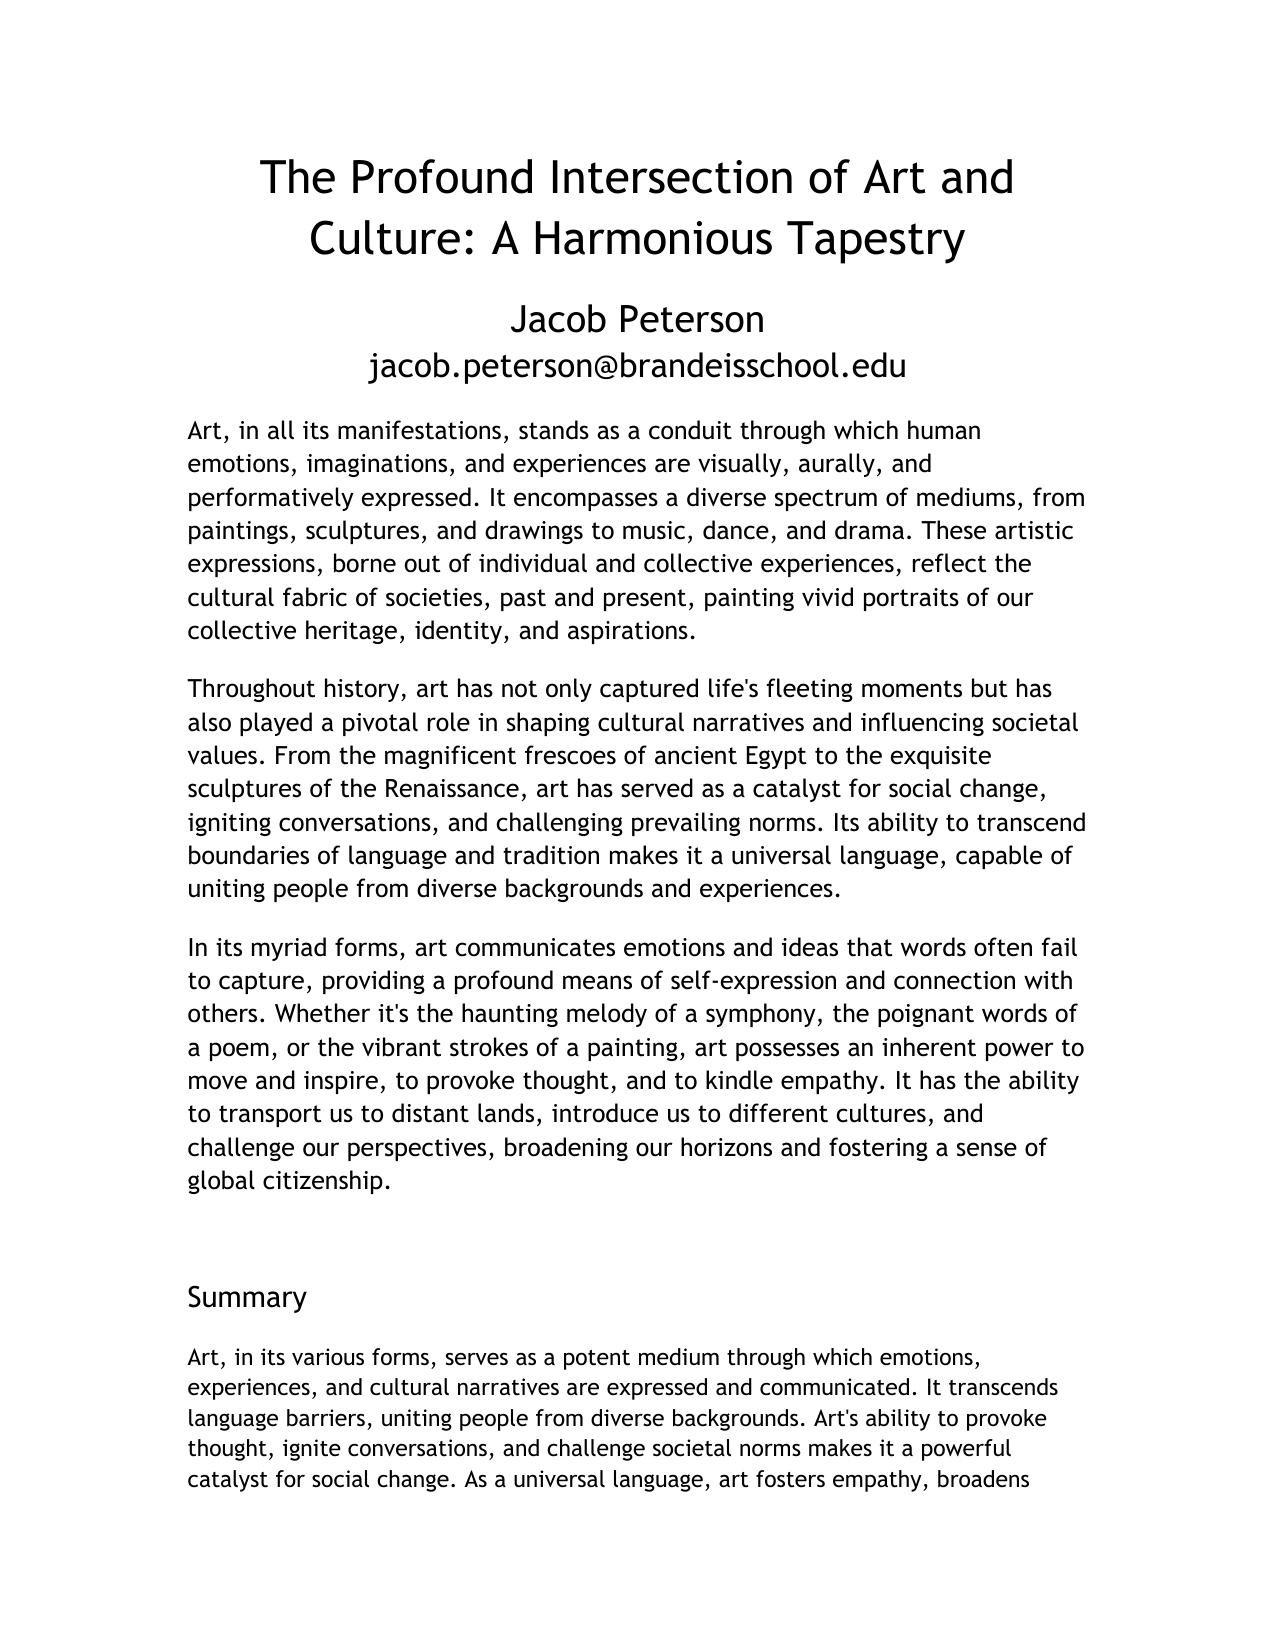 The Profound Intersection of Art and
Culture: A Harmonious Tapestry
Jacob Peterson
jacob.peterson@brandeisschool.edu
Art, in all its manifestations, stands as a conduit through which human
emotions, imaginations, and experiences are visually, aurally, and
performatively expressed. It encompasses a diverse spectrum of mediums, from
paintings, sculptures, and drawings to music, dance, and drama. These artistic
expressions, borne out of individual and collective experiences, reflect the
cultural fabric of societies, past and present, painting vivid portraits of our
collective heritage, identity, and aspirations.
Throughout history, art has not only captured life's fleeting moments but has
also played a pivotal role in shaping cultural narratives and influencing societal
values. From the magnificent frescoes of ancient Egypt to the exquisite
sculptures of the Renaissance, art has served as a catalyst for social change,
igniting conversations, and challenging prevailing norms. Its ability to transcend
boundaries of language and tradition makes it a universal language, capable of
uniting people from diverse backgrounds and experiences.
In its myriad forms, art communicates emotions and ideas that words often fail
to capture, providing a profound means of self-expression and connection with
others. Whether it's the haunting melody of a symphony, the poignant words of
a poem, or the vibrant strokes of a painting, art possesses an inherent power to
move and inspire, to provoke thought, and to kindle empathy. It has the ability
to transport us to distant lands, introduce us to different cultures, and
challenge our perspectives, broadening our horizons and fostering a sense of
global citizenship.
Summary
Art, in its various forms, serves as a potent medium through which emotions,
experiences, and cultural narratives are expressed and communicated. It transcends
language barriers, uniting people from diverse backgrounds. Art's ability to provoke
thought, ignite conversations, and challenge societal norms makes it a powerful
catalyst for social change. As a universal language, art fosters empathy, broadens